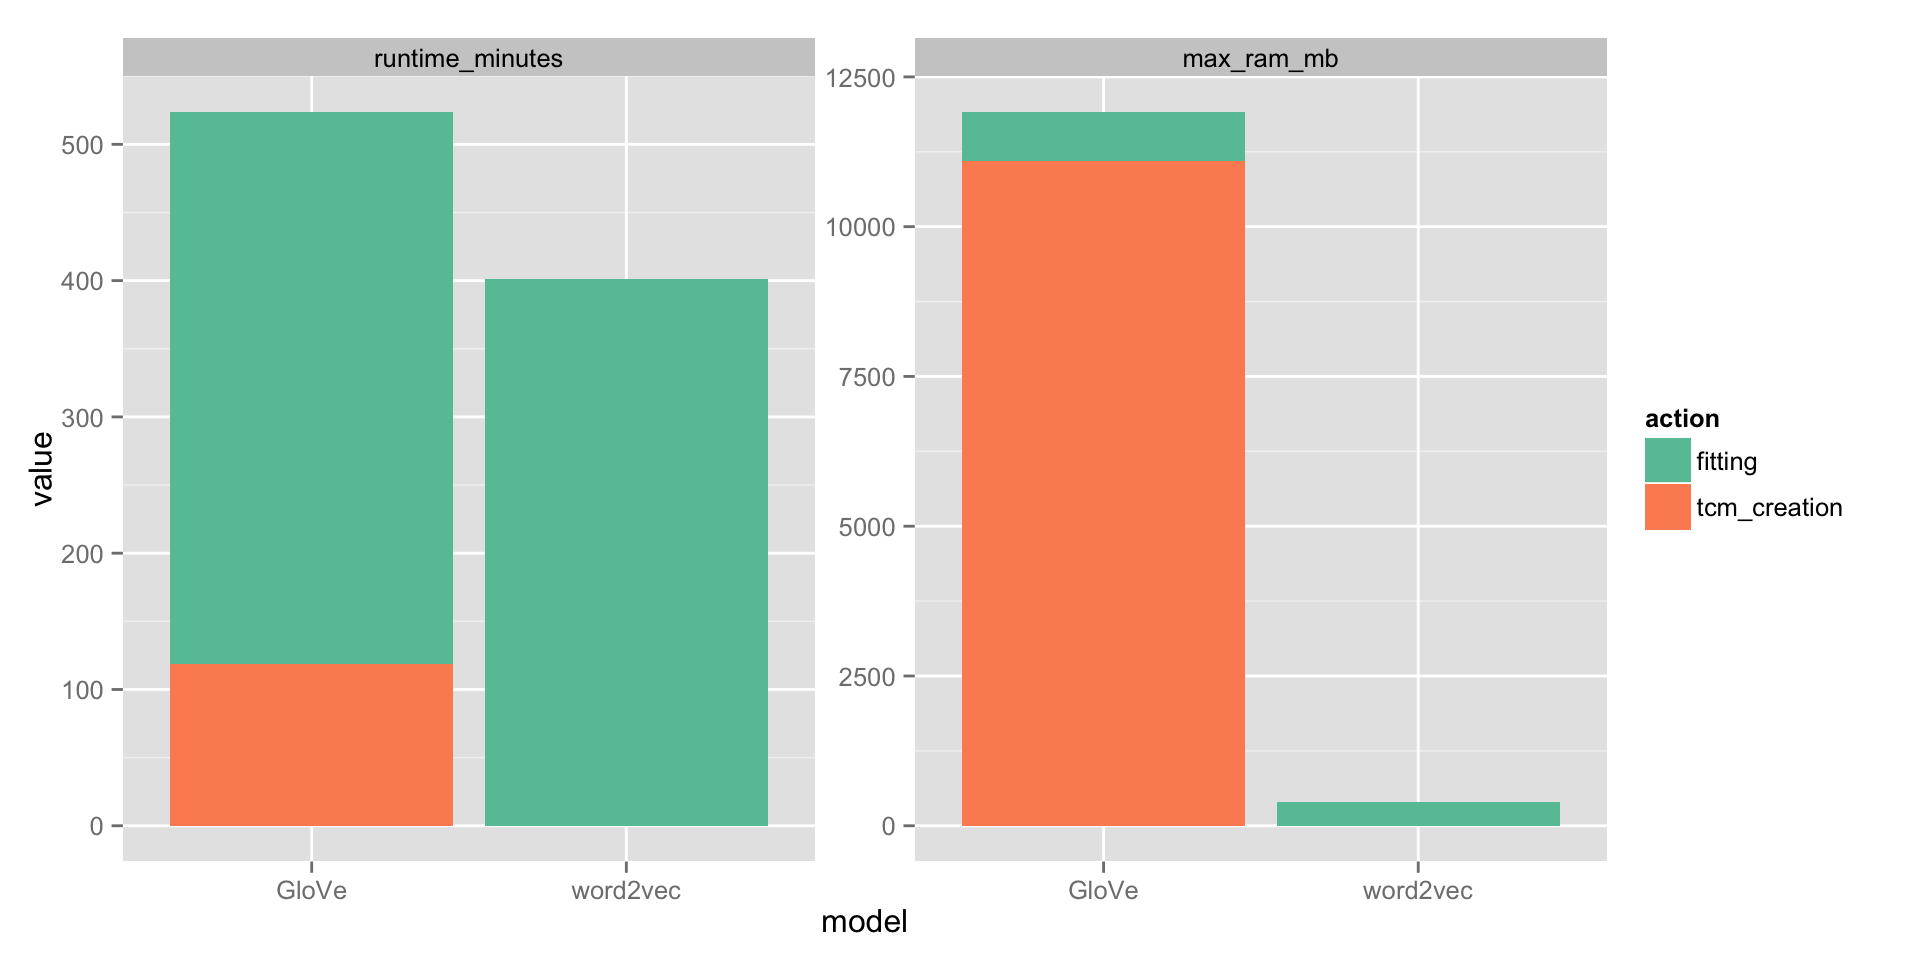 runtime_minutes
max_ram_mb
value
500
400
300
200
100
0
12500
10000
7500
5000
2500
0
GloVe
word2vec
GloVe
word2vec
model
action
fitting
tcm_creation